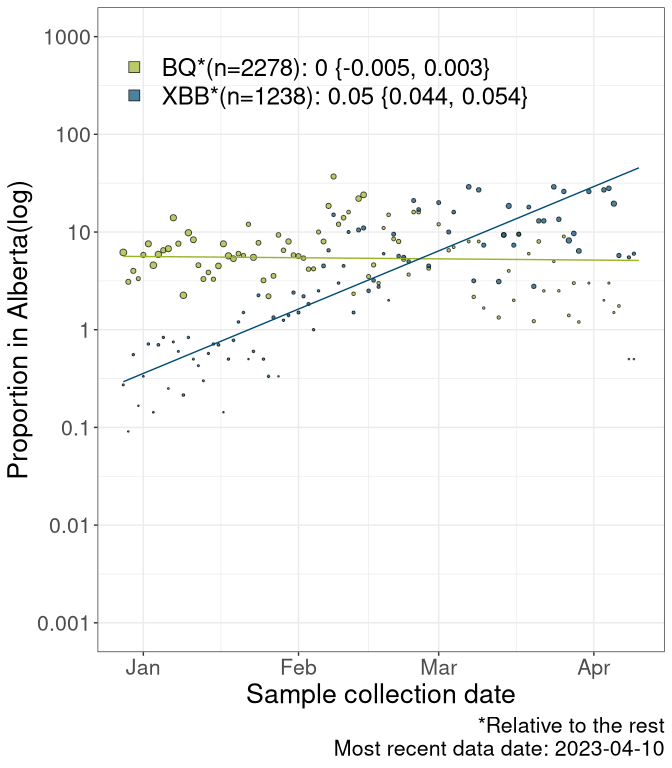 BQ*(n=2278): 0 {-0.005, 0.003}
XBB*(n=1238): 0.05 {0.044, 0.054}
Proportion in Alberta(log)
1000
100
10
1
0.1
0.01
0.001
Jan Feb Mar Apr
Sample collection date
*Relative to the rest
Most recent data date: 2023-04-10